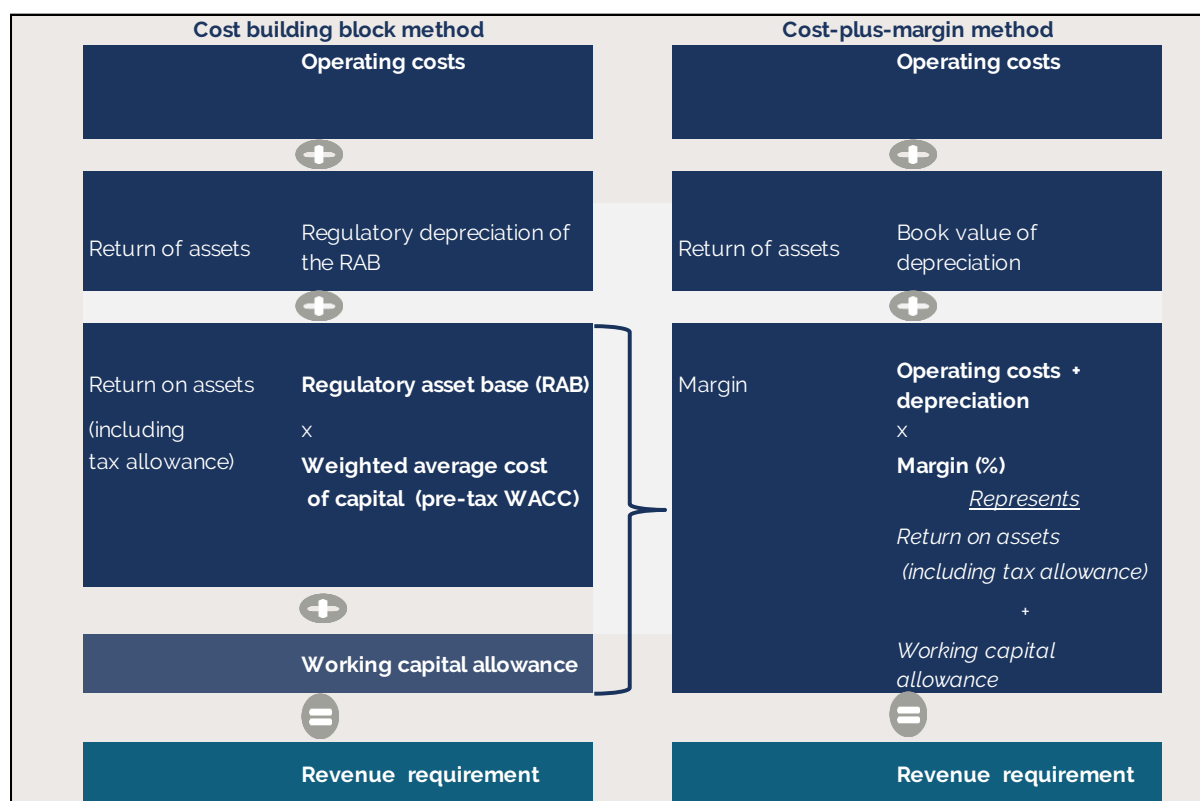 Cost building block method
Operating costs
Return of assets
Regulatory depreciation of
the RAB
Return on assets
(including
tax allowance)
Regulatory asset base (RAB)
x
Weighted average cost
of capital (pre-tax WACC)
Working capital allowance
Revenue requirement
Cost-plus-margin method
Operating costs
Return of assets
Book value of
depreciation
Margin
Operating costs +
depreciation
x
Margin (%)
Represents
Return on assets
(including tax allowance)
+
Working capital
allowance
Revenue requirement